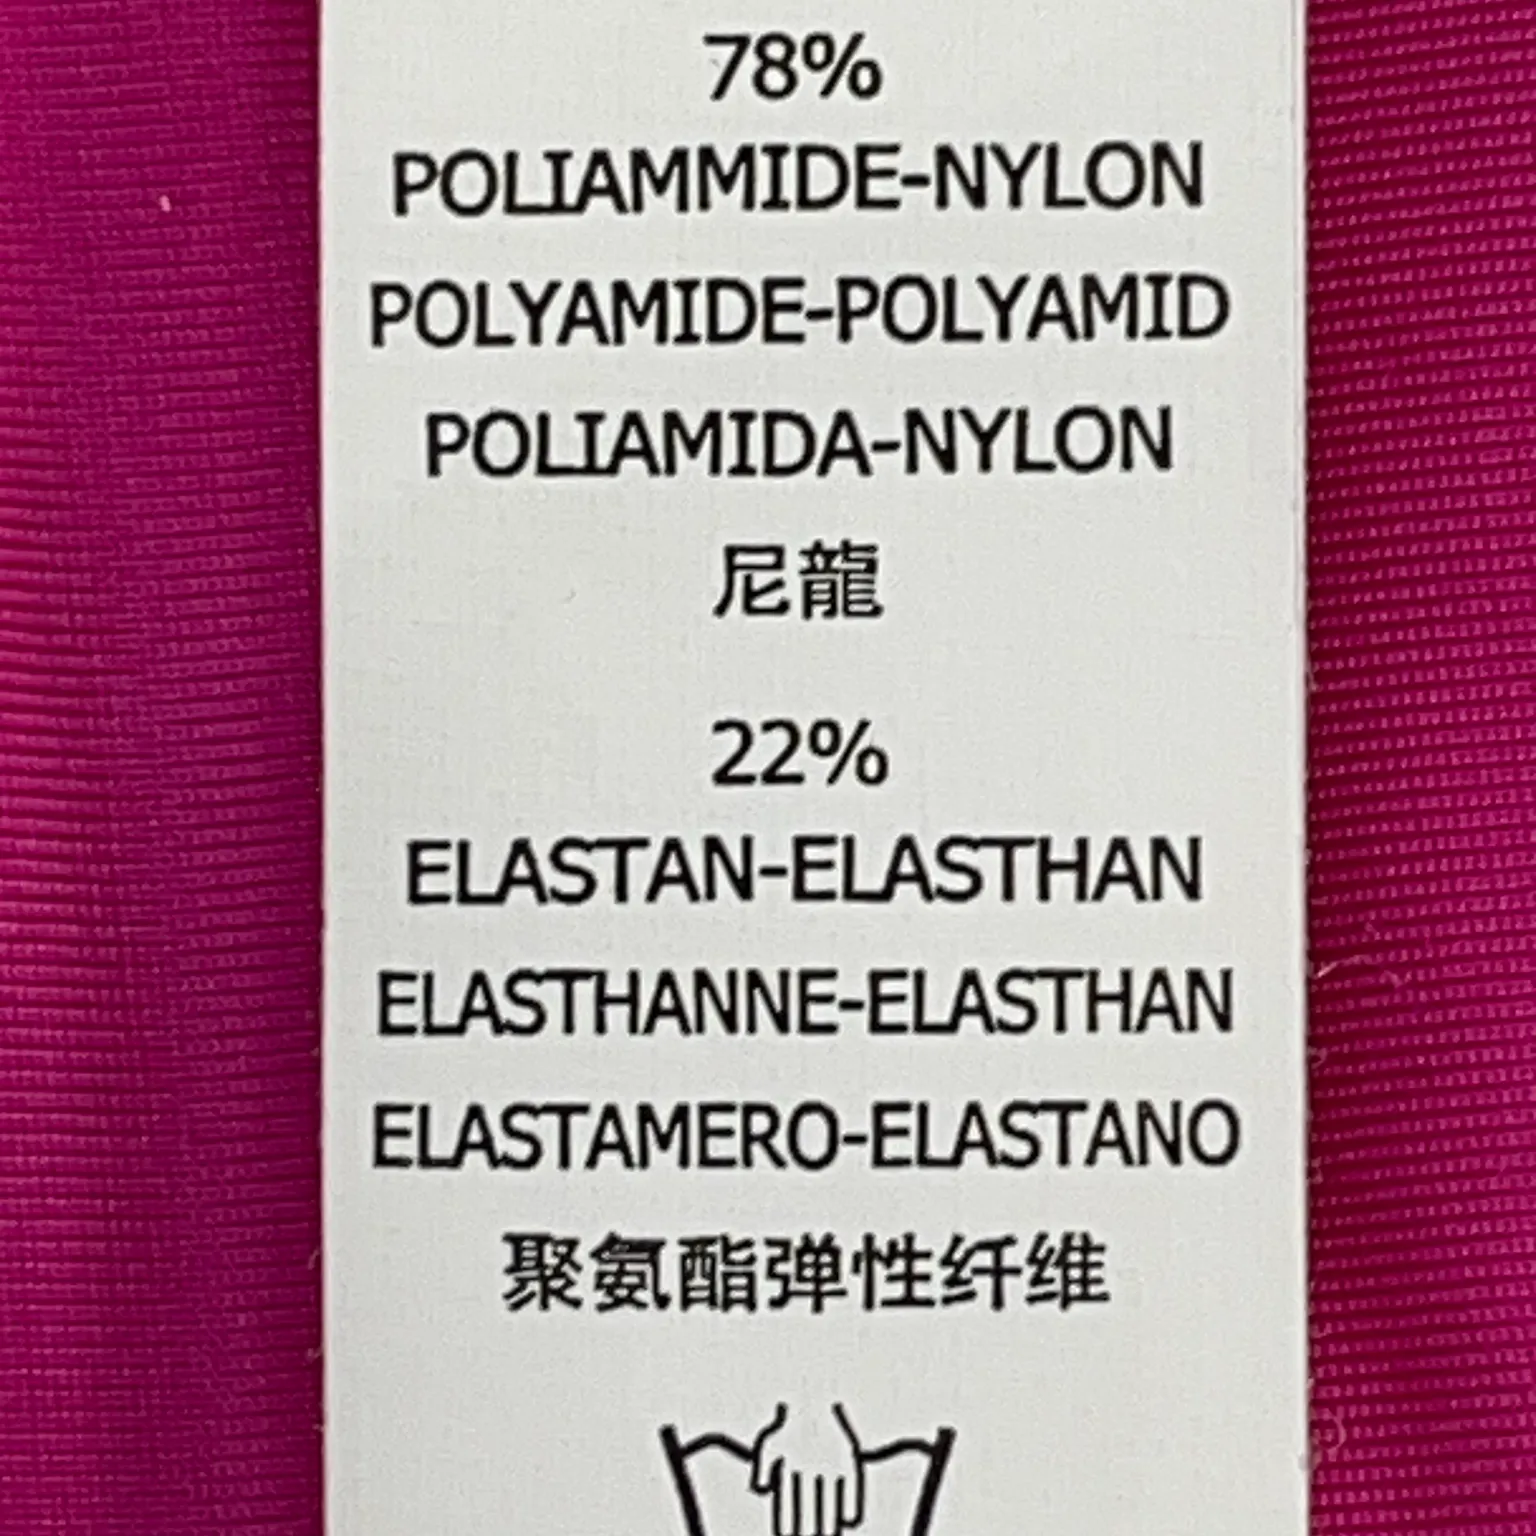 78%
POLIAMMIDE-NYLON
POLYAMIDE-POLYAMID
POLIAMIDA-NYLON
尼龍
22%
ELASTAN-ELASTHAN
ELASTHANNE-ELASTHAN
ELASTAMERO-ELASTANO
聚氨酯弹性纤维